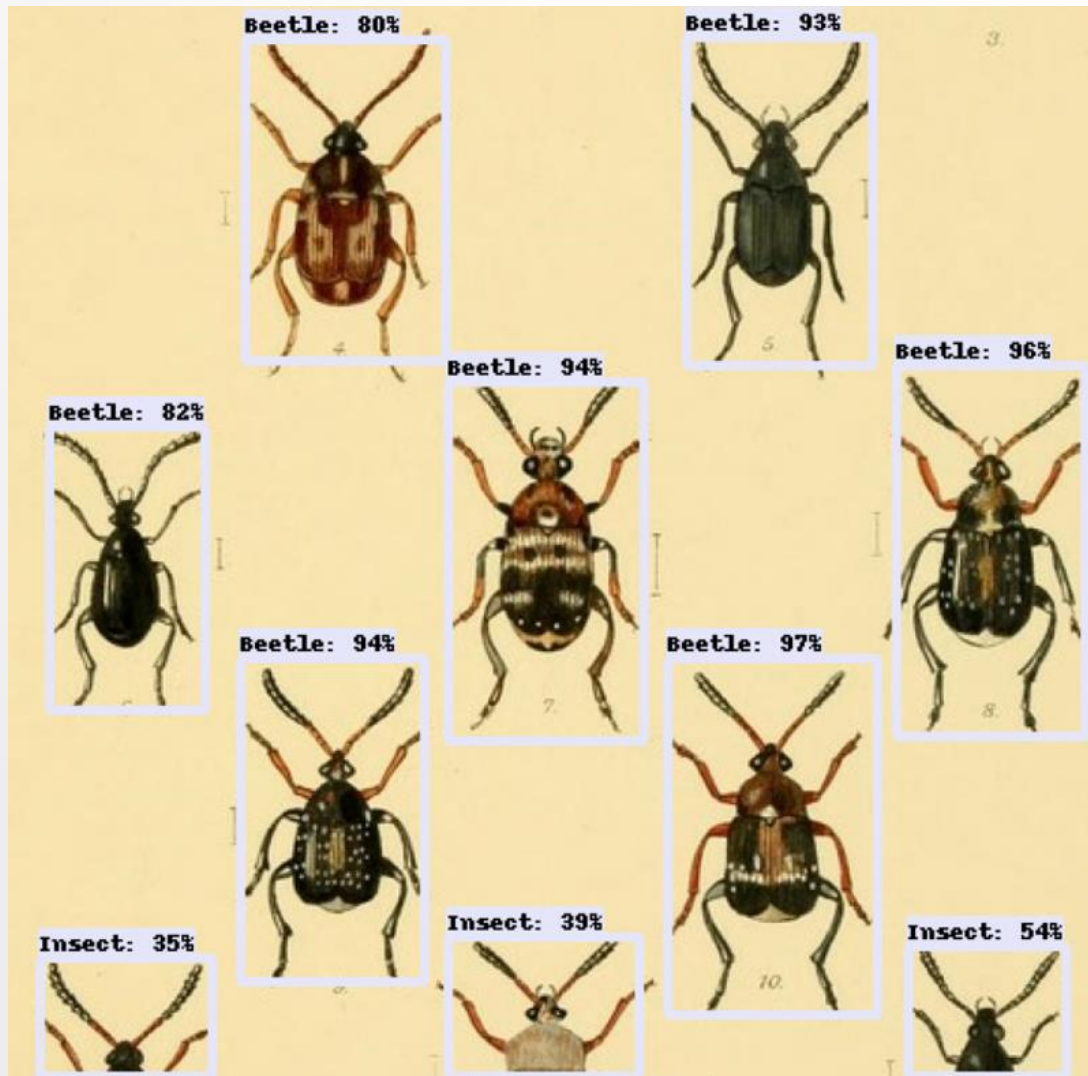 Beetle: 80%
Beetle: 93%
3.
4.
5.
Beetle: 96%
Beetle: 94%
Beetle: 82%
7.
8.
Beetle: 94%
Beetle: 97%
9.
10.
Insect: 35%
Insect: 39%
Insect: 54%